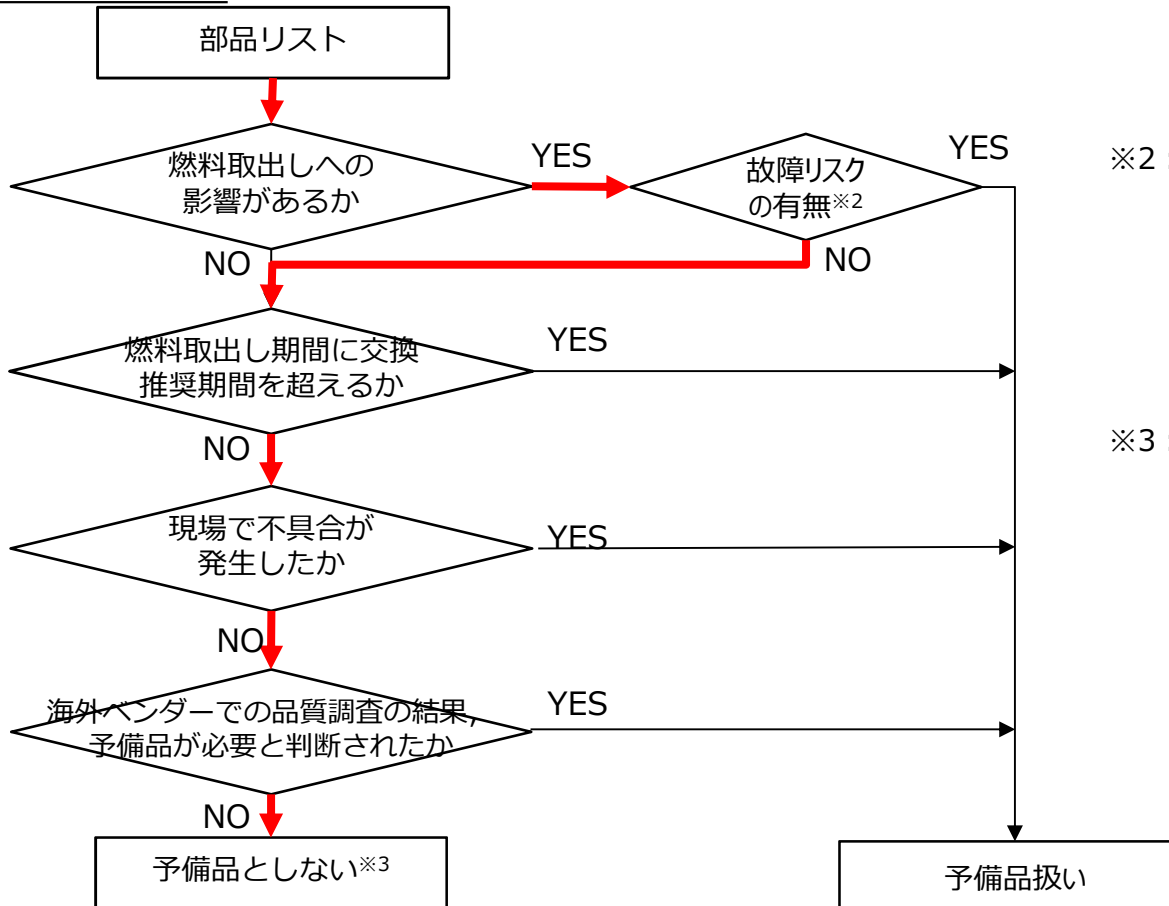 部品リスト
燃料取出しへの
影響があるか
YES
故障リスク
の有無※2
YES
※2:
NO
NO
燃料取出し期間に交換
推奨期間を超えるか
YES
NO
※3:
現場で不具合が
発生したか
YES
NO
海外ベンダーでの品質調査の結果,
予備品が必要と判断されたか
YES
NO
予備品としない※3
予備品扱い